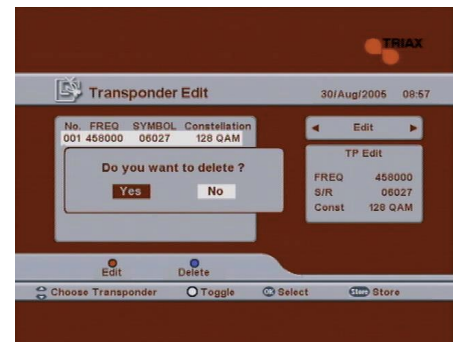 TRIAX
Transponder Edit
30/Aug/2005 09:57
No. FREQ SYMBOL Constellation
001 458000 06027 128 QAM
Do you want to delete ?
Yes No
Edit
TP Edit
FREQ 458000
S/R 06027
Const 128 QAM
Edit Delete
Choose Transponder Toggle OK Select Store Store